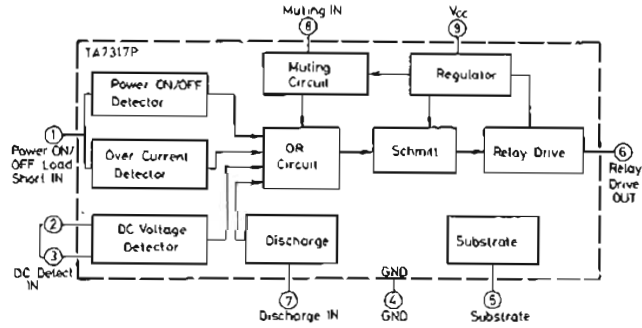 Muting IN
Vcc
8
9
TA7317P
Power ON/OFF
Detector
Muting
Circuit
Regulator
1
Power ON/
OFF Load
Short IN
Over Current
Detector
OR
Circuit
Schmitt
Relay Drive
6
Relay
Drive
OUT
2
3
DC Detect
IN
DC Voltage
Detector
Discharge
Substrate
GND
7
4
5
Discharge IN
GND
Substrate